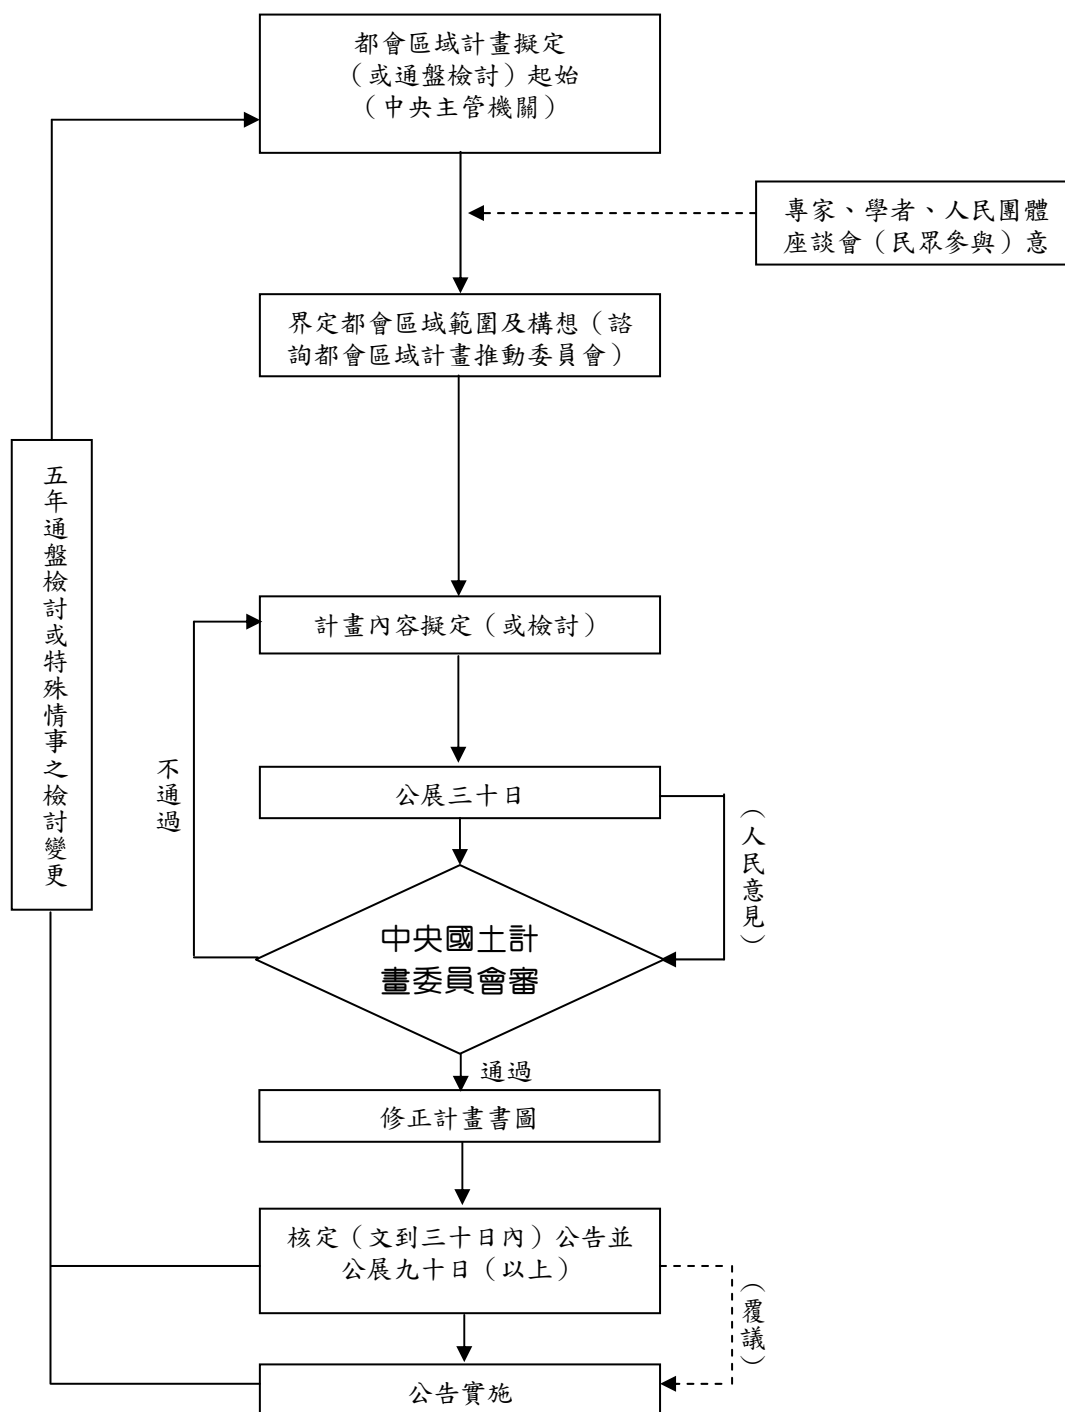 都會區域計畫擬定
（或通盤檢討）起始
（中央主管機關）
專家、學者、人民團體
座談會（民眾參與）意
界定都會區域範圍及構想（諮
詢都會區域計畫推動委員會）
五年通盤檢討或特殊情事之檢討變更
計畫內容擬定（或檢討）
不通過
公展三十日
（人民意見）
中央國土計
畫委員會審
通過
修正計畫書圖
核定（文到三十日內）公告並
公展九十日（以上）
（覆議）
公告實施